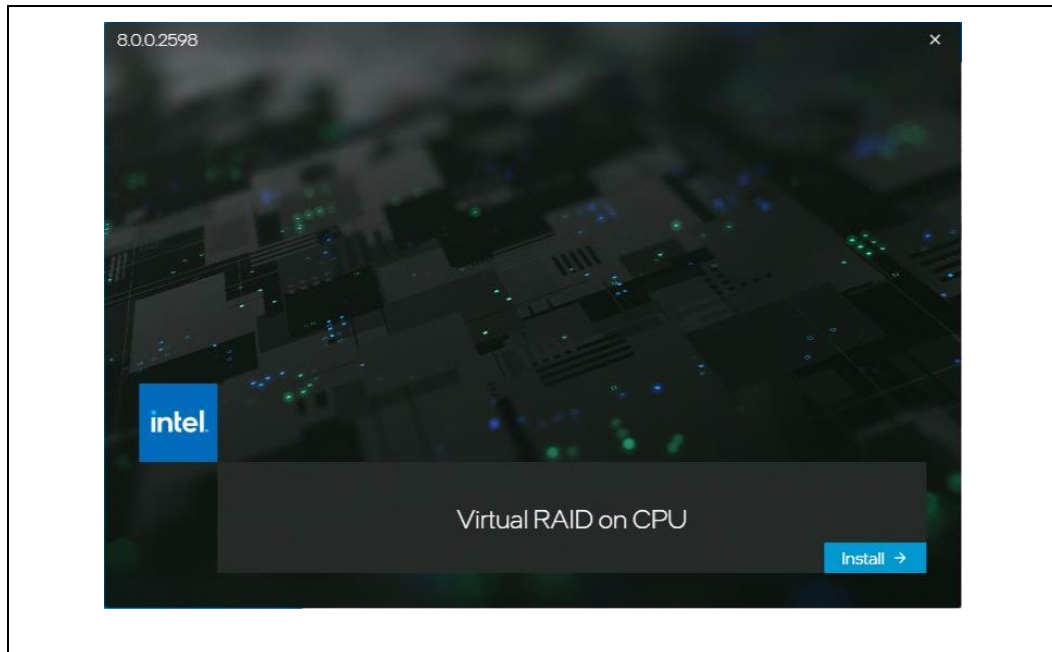 8.0.0.2598
intel.
Virtual RAID on CPU
Install →